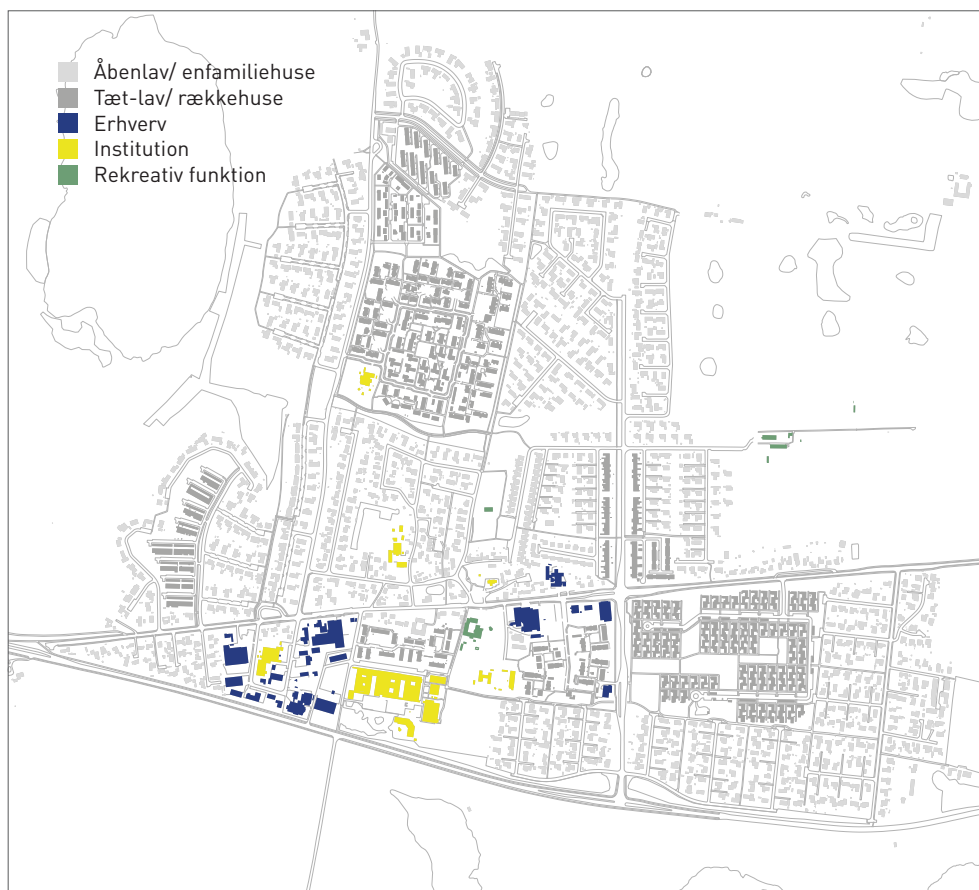 Åbenlav/ enfamiliehuse
Tæt-lav/ rækkehuse
Erhverv
Institution
Rekreativ funktion